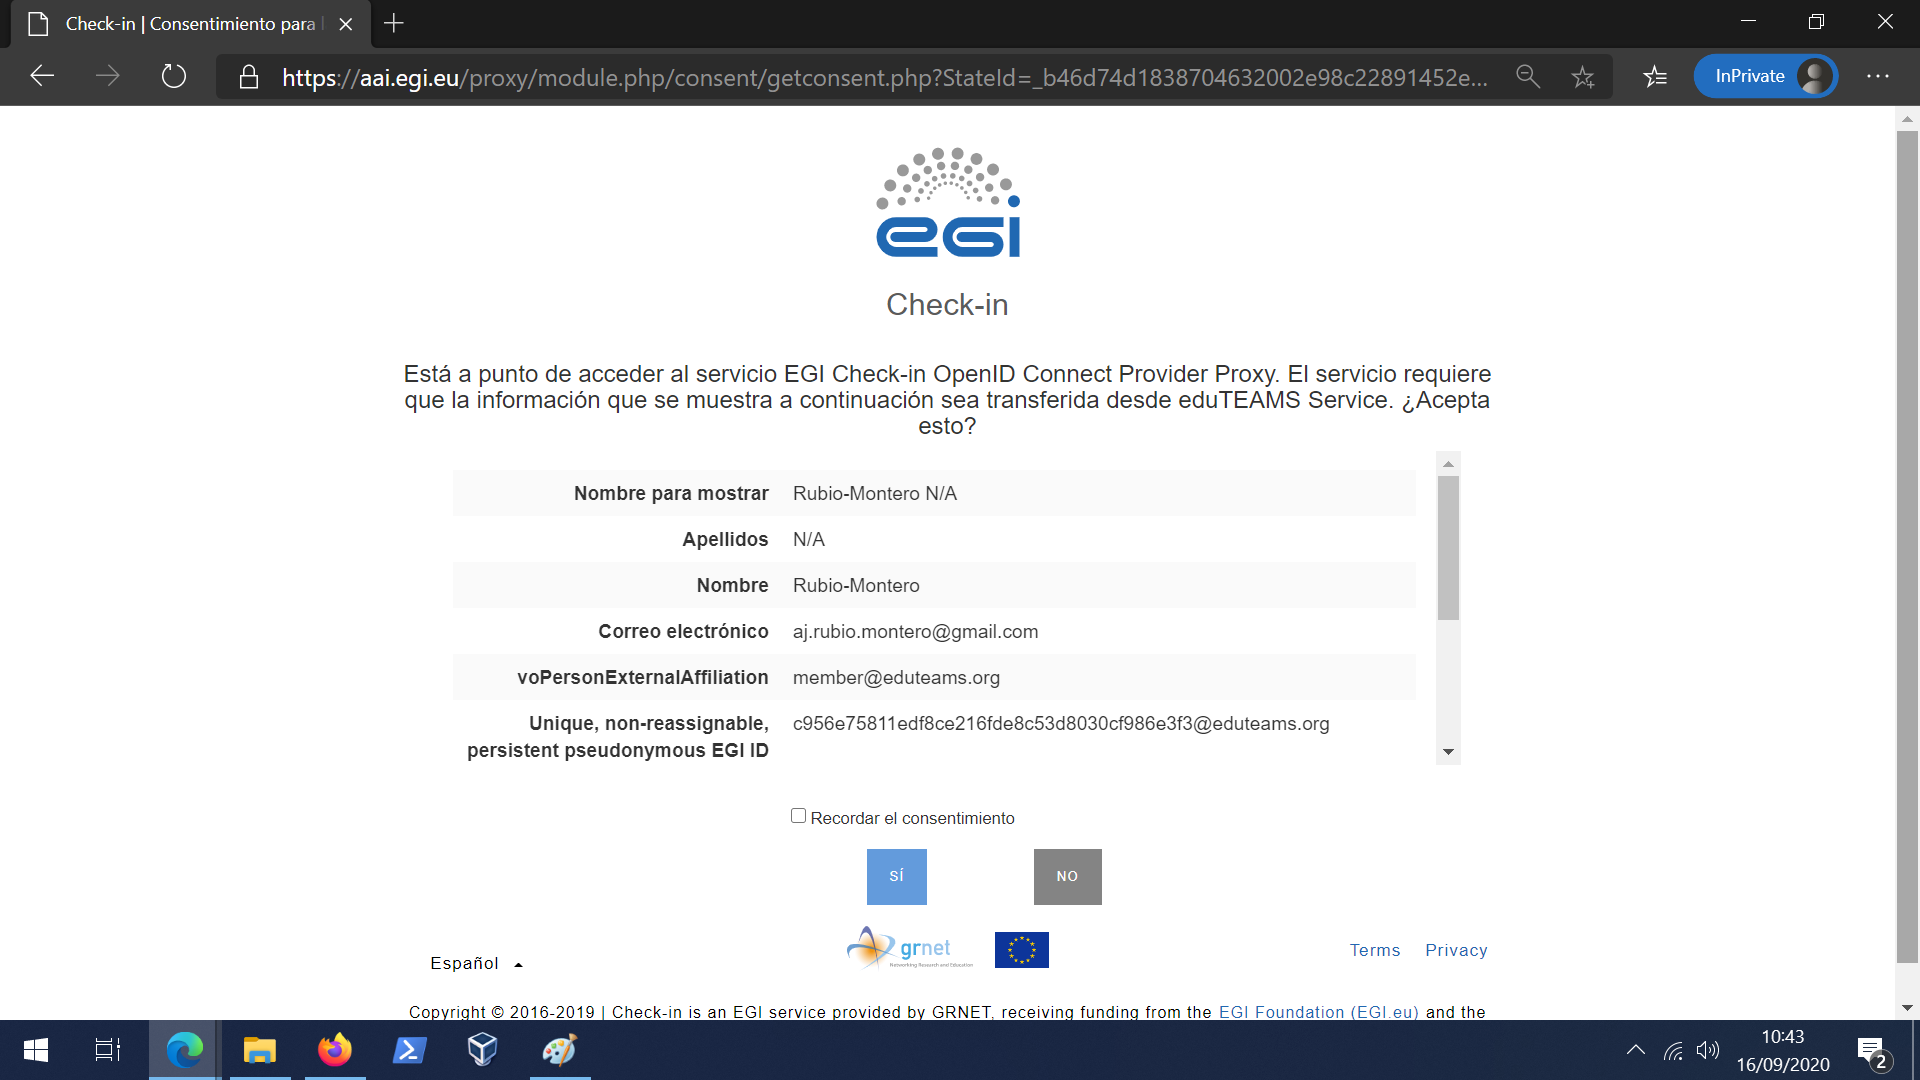 Check-in | Consentimiento para
https://aai.egi.eu/proxy/module.php/consent/getconsent.php?StateId=_b46d74d1838704632002e98c22891452e...
InPrivate
egi
Check-in
Está a punto de acceder al servicio EGI Check-in OpenID Connect Provider Proxy. El servicio requiere
que la información que se muestra a continuación sea transferida desde eduTEAMS Service. ¿Acepta
esto?
Nombre para mostrar Rubio-Montero N/A
Apellidos N/A
Nombre Rubio-Montero
Correo electrónico aj.rubio.montero@gmail.com
voPersonExternalAffiliation member@eduteams.org
Unique, non-reassignable, c956e75811edf8ce216fde8c53d8030cf986e3f3@eduteams.org
persistent pseudonymous EGI ID
Recordar el consentimiento
SÍ NO
grnet
Networking Research and Education
Español
Terms Privacy
Copyright © 2016-2019 | Check-in is an EGI service provided by GRNET, receiving funding from the EGI Foundation (EGI.eu) and the
10:43
16/09/2020
2